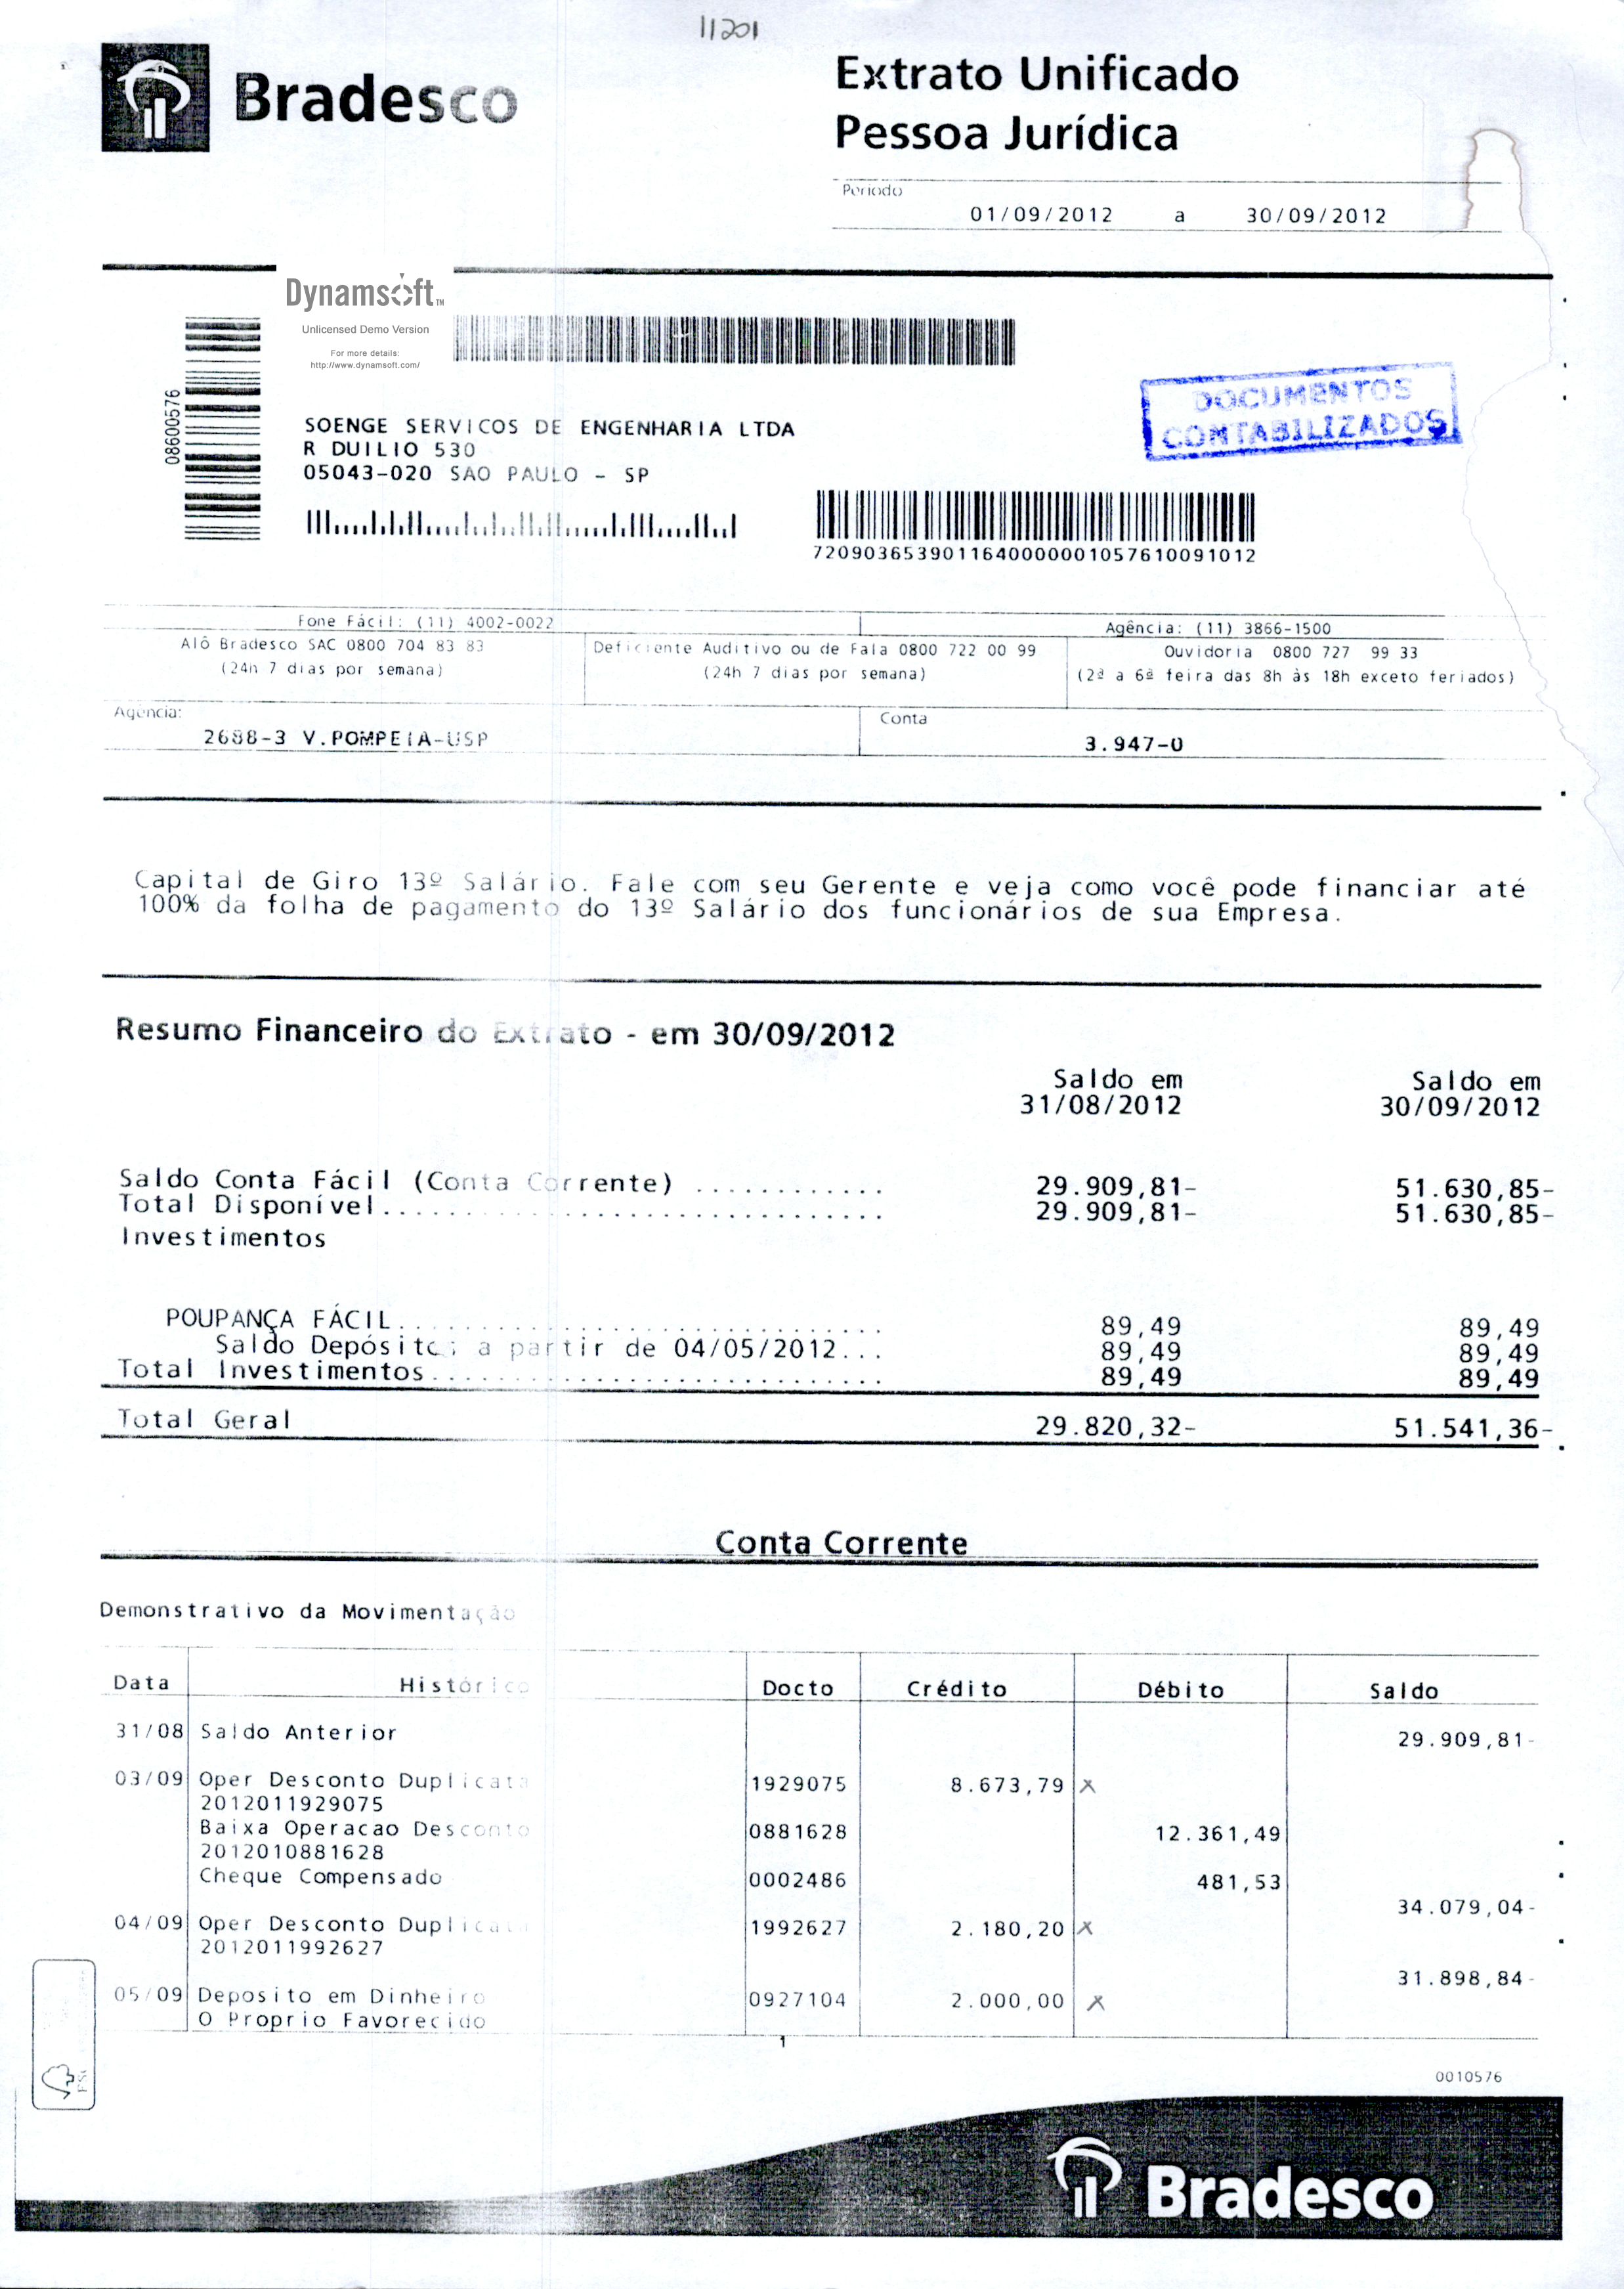 11201
Bradesco
Extrato Unificado
Pessoa Jurídica
Período
01/09/2012 a 30/09/2012
Dynamsoft™
Unlicensed Demo Version
For more details:
http://www.dynamsoft.com/
08600576
DOCUMENTOS
CONTABILIZADOS
SOENGE SERVICOS DE ENGENHARIA LTDA
R DUILIO 530
05043-020 SAO PAULO - SP
7209036539011640000001057610091012
Fone Fácil: (11) 4002-0022
Agência: (11) 3866-1500
Alô Bradesco SAC 0800 704 83 83
(24h 7 dias por semana)
Deficiente Auditivo ou de Fala 0800 722 00 99
(24h 7 dias por semana)
Ouvidoria 0800 727 99 33
(2ª a 6ª feira das 8h às 18h exceto feriados)
Agência:
2688-3 V.POMPEIA-USP
Conta
3.947-0
Capital de Giro 13º Salário. Fale com seu Gerente e veja como você pode financiar até
100% da folha de pagamento do 13º Salário dos funcionários de sua Empresa.
Resumo Financeiro do Extrato - em 30/09/2012
Saldo em Saldo em
31/08/2012 30/09/2012
Saldo Conta Fácil (Conta Corrente) ............ 29.909,81- 51.630,85-
Total Disponível............................... 29.909,81- 51.630,85-
Investimentos
POUPANÇA FÁCIL............................... 89,49 89,49
Saldo Depósitos a partir de 04/05/2012... 89,49 89,49
Total Investimentos............................ 89,49 89,49
Total Geral 29.820,32- 51.541,36-
Conta Corrente
Demonstrativo da Movimentação
Data Histórico Docto Crédito Débito Saldo
31/08 Saldo Anterior 29.909,81-
03/09 Oper Desconto Duplicata 1929075 8.673,79 x
2012011929075
Baixa Operacao Desconto 0881628 12.361,49
2012010881628
Cheque Compensado 0002486 481,53
34.079,04-
04/09 Oper Desconto Duplicata 1992627 2.180,20 x
2012011992627
31.898,84-
05/09 Deposito em Dinheiro 0927104 2.000,00 x
O Proprio Favorecido
1
0010576
FSC
Bradesco